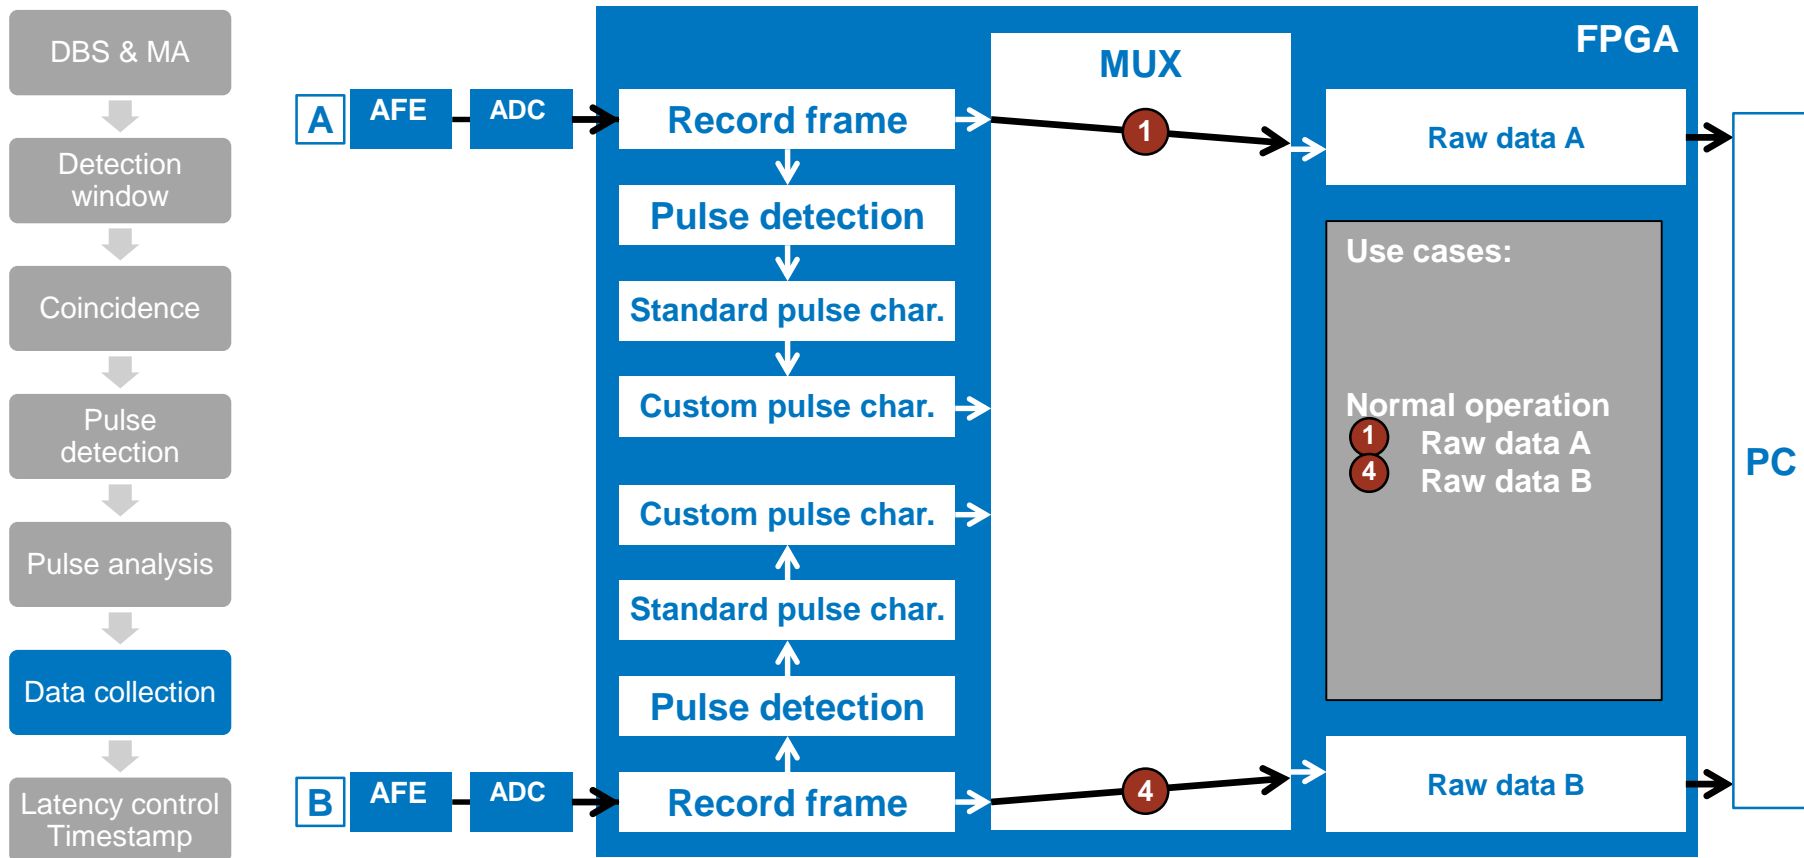 DBS & MA
Detection
window
Coincidence
Pulse
detection
Pulse analysis
Data collection
Latency control
Timestamp
FPGA
MUX
A
AFE
ADC
Record frame
1
Raw data A
Pulse detection
Standard pulse char.
Custom pulse char.
Use cases:
Normal operation
1 Raw data A
4 Raw data B
PC
Custom pulse char.
Standard pulse char.
Pulse detection
B
AFE
ADC
Record frame
4
Raw data B